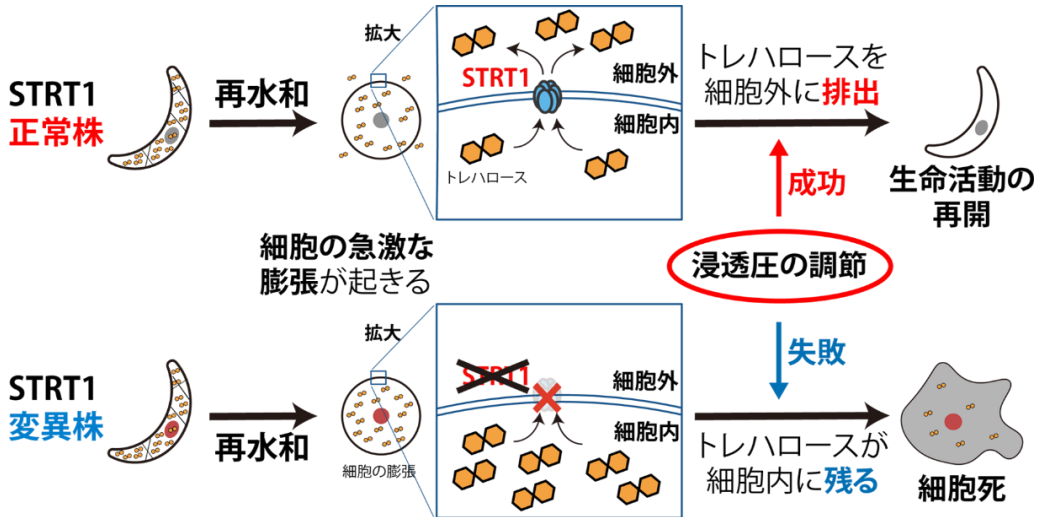 STRT1
正常株
再水和
拡大
STRT1
細胞外
細胞内
トレハロース
トレハロースを
細胞外に排出
成功
生命活動の
再開
細胞の急激な
膨張が起きる
浸透圧の調節
失敗
STRT1
変異株
再水和
拡大
細胞の膨張
STRT1
細胞外
細胞内
トレハロースが
細胞内に残る
細胞死